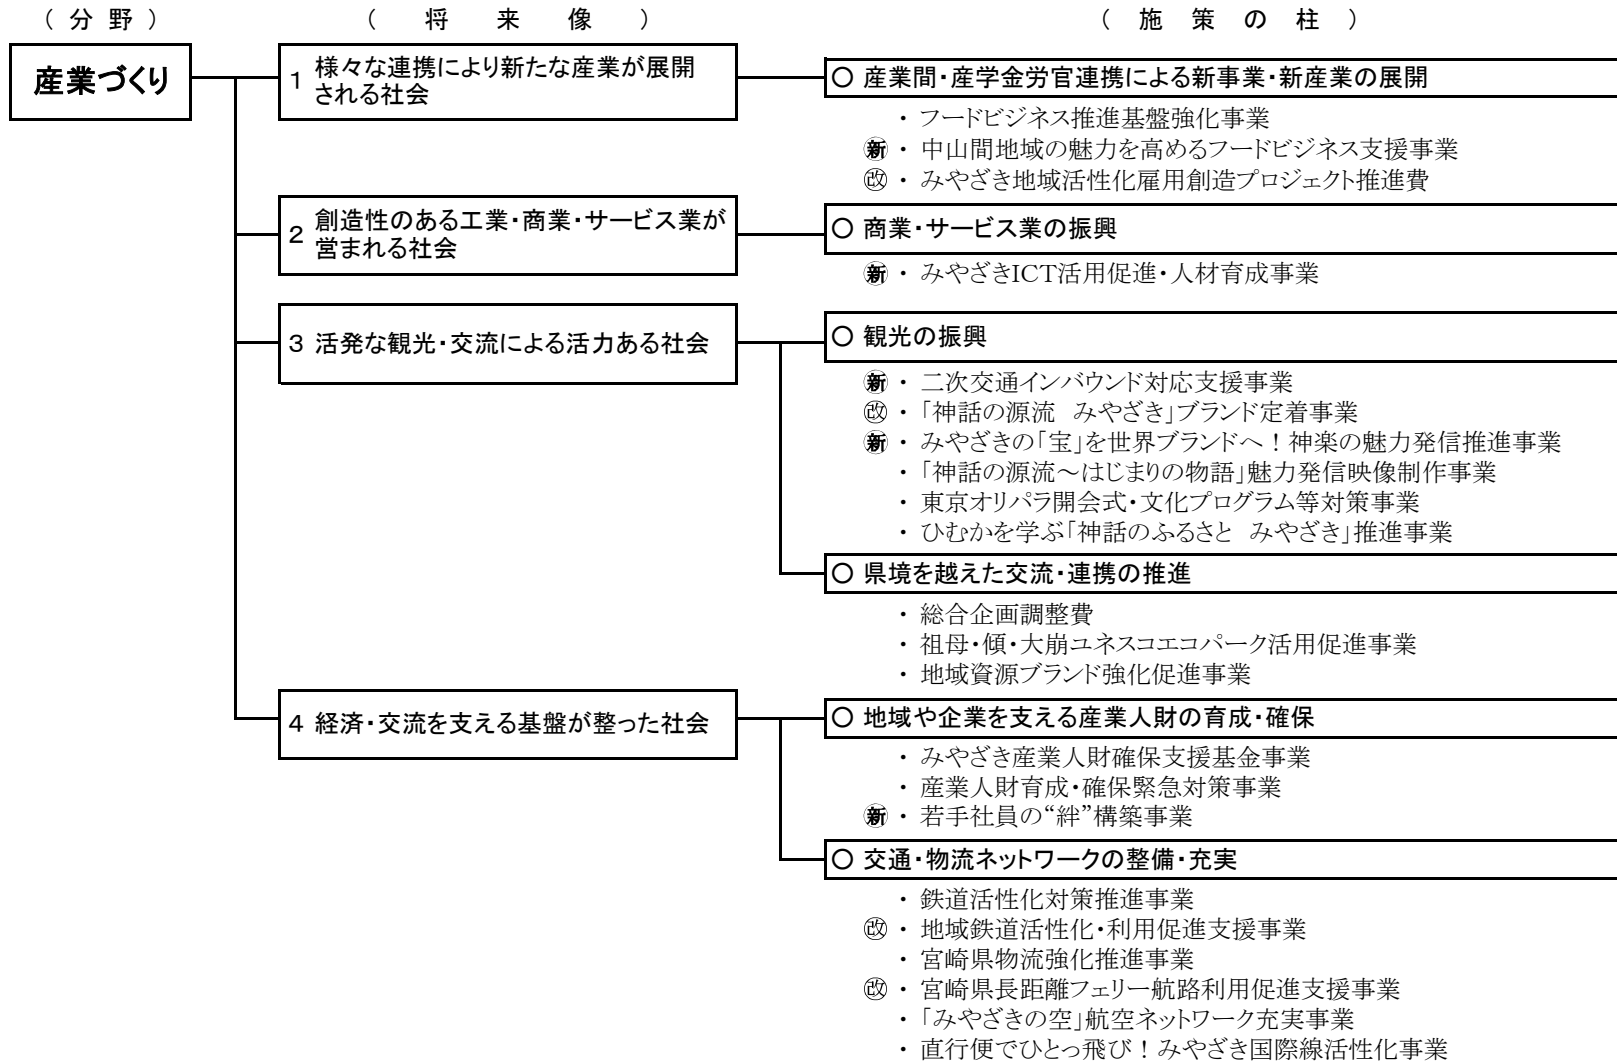 （ 分 野 ）
（ 将 来 像 ）
（ 施 策 の 柱 ）
産業づくり
1 様々な連携により新たな産業が展開
される社会
○ 産業間・産学金労官連携による新事業・新産業の展開
・ フードビジネス推進基盤強化事業
㊟新 ・ 中山間地域の魅力を高めるフードビジネス支援事業
改 ・ みやざき地域活性化雇用創造プロジェクト推進費
2 創造性のある工業・商業・サービス業が
営まれる社会
○ 商業・サービス業の振興
新 ・ みやざきICT活用促進・人材育成事業
3 活発な観光・交流による活力ある社会
○ 観光の振興
新 ・ 二次交通インバウンド対応支援事業
改 ・ 「神話の源流　みやざき」ブランド定着事業
新 ・ みやざきの「宝」を世界ブランドへ！神楽の魅力発信推進事業
・ 「神話の源流～はじまりの物語」魅力発信映像制作事業
・ 東京オリパラ開会式・文化プログラム等対策事業
・ ひむかを学ぶ「神話のふるさと　みやざき」推進事業
○ 県境を越えた交流・連携の推進
・ 総合企画調整費
・ 祖母・傾・大崩ユネスコエコパーク活用促進事業
・ 地域資源ブランド強化促進事業
4 経済・交流を支える基盤が整った社会
○ 地域や企業を支える産業人財の育成・確保
・ みやざき産業人財確保支援基金事業
・ 産業人財育成・確保緊急対策事業
新 ・ 若手社員の“絆”構築事業
○ 交通・物流ネットワークの整備・充実
・ 鉄道活性化対策推進事業
改 ・ 地域鉄道活性化・利用促進支援事業
・ 宮崎県物流強化推進事業
改 ・ 宮崎県長距離フェリー航路利用促進支援事業
・ 「みやざきの空」航空ネットワーク充実事業
・ 直行便でひとっ飛び！みやざき国際線活性化事業